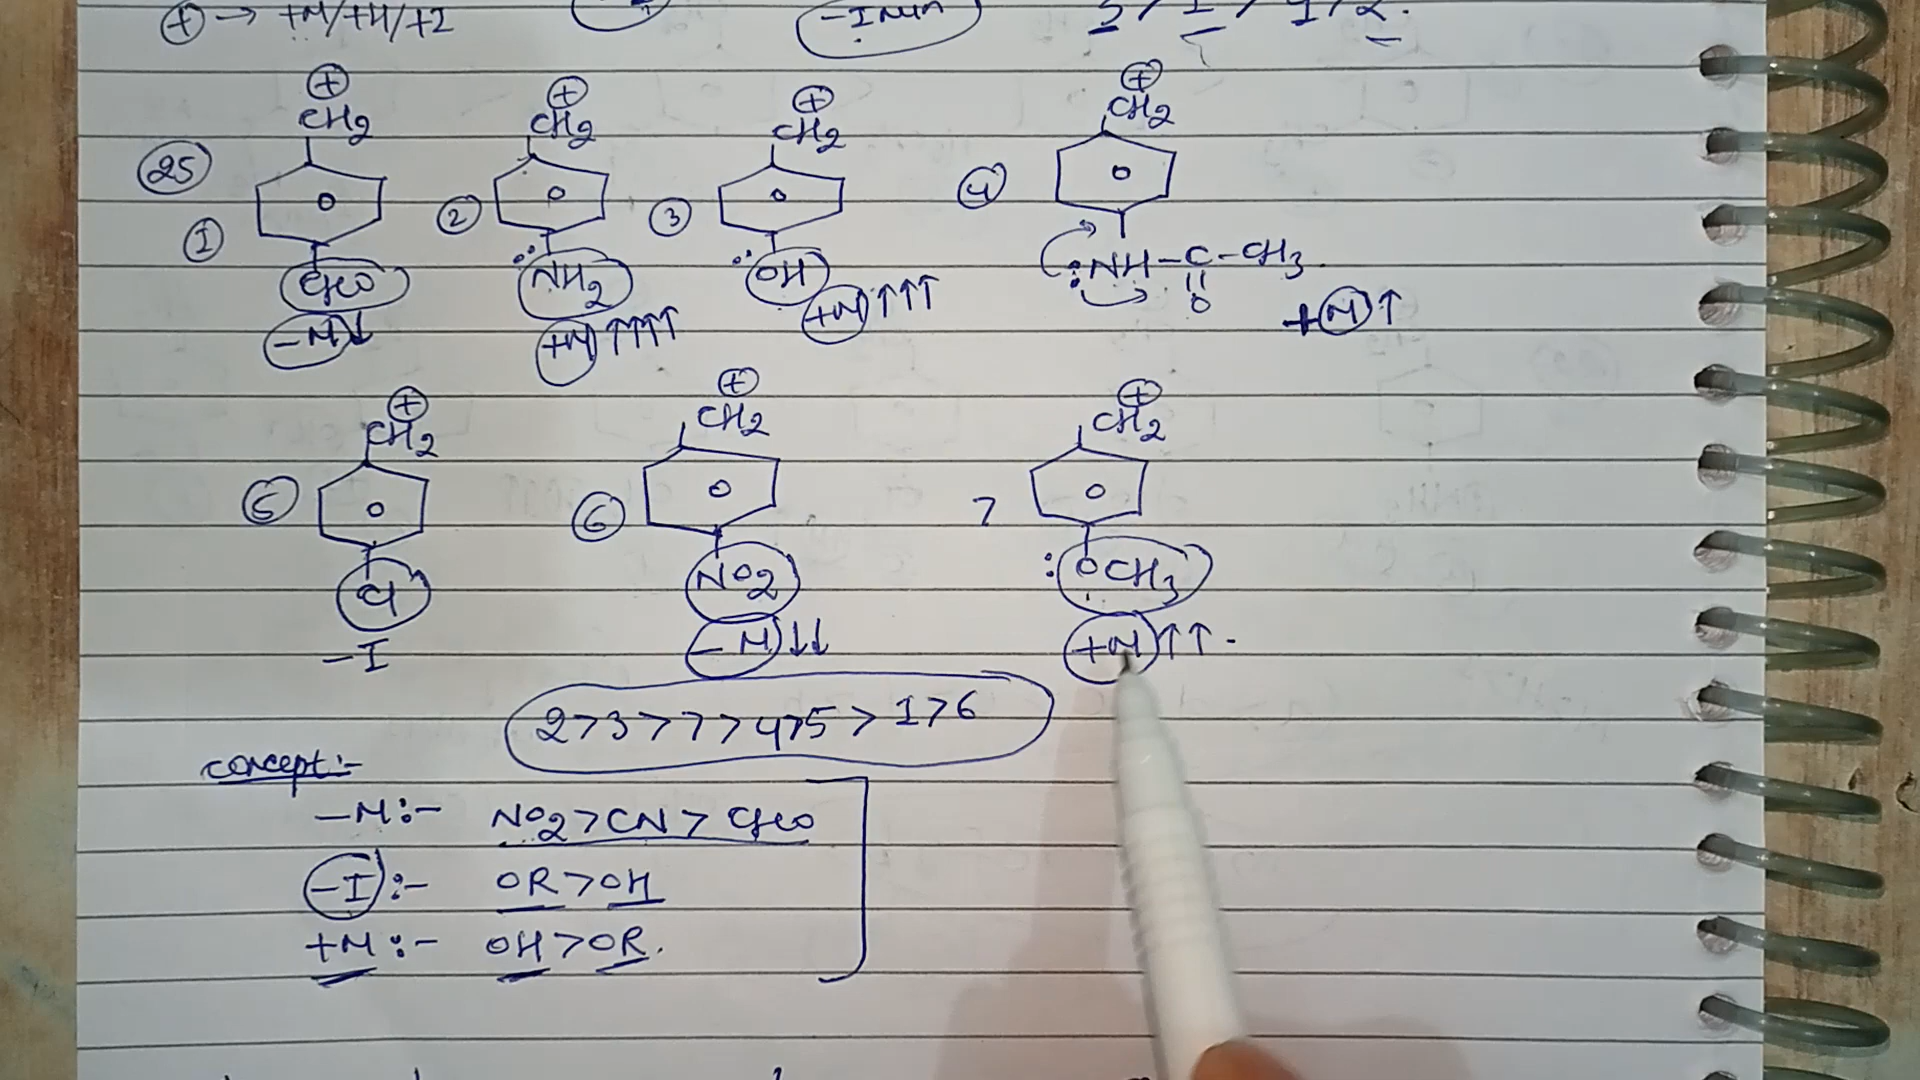 ⊕ → +M/+H/+I
-I
⊕ ⊕ ⊕ ⊕
CH2 CH2 CH2 CH2
25
1 2 3 4
CHO :NH2 :OH :NH-C-CH3
O
-M↓ +M↑↑↑↑ +M↑↑↑ +M↑
⊕ ⊕ ⊕
CH2 CH2 CH2
5 6 7
Cl NO2 :OCH3
-I -M↓↓ +M↑↑-
2>3>7>4>5>1>6
concept:-
-M:- NO2>CN>CHO
-I:- OR>OH
+M:- OH>OR.